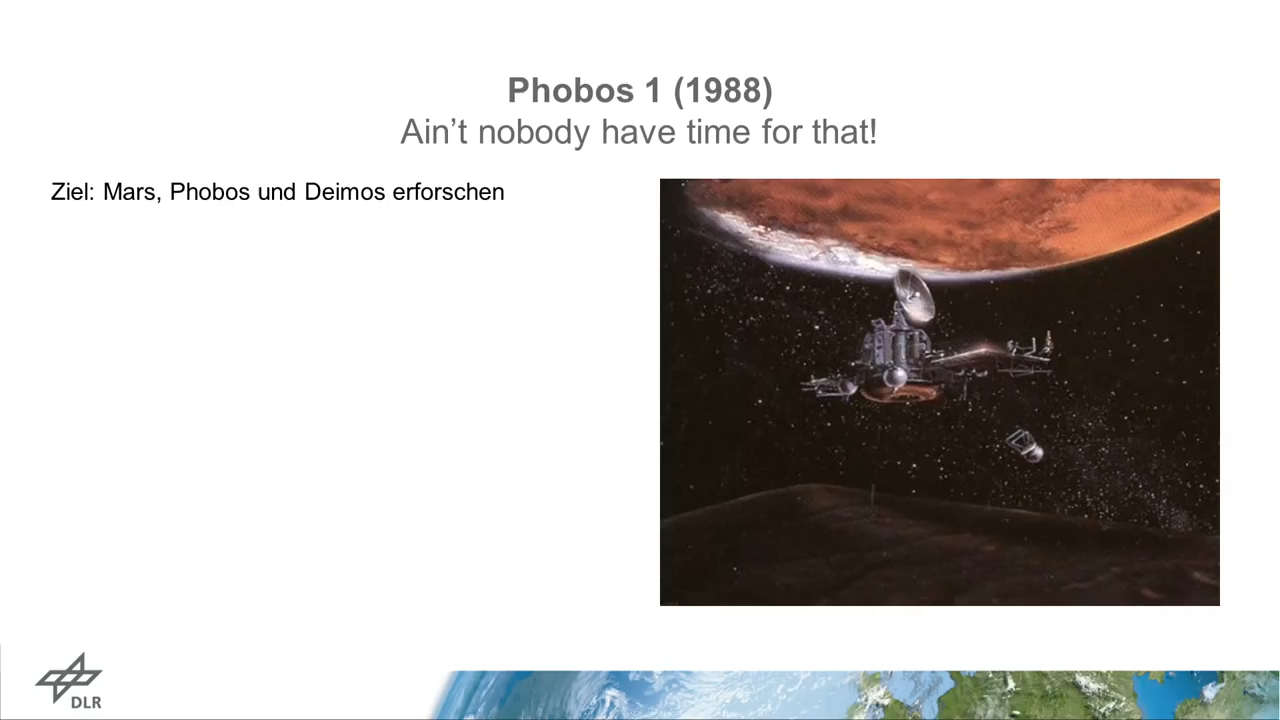 Phobos 1 (1988)
Ain't nobody have time for that!
Ziel: Mars, Phobos und Deimos erforschen
DLR